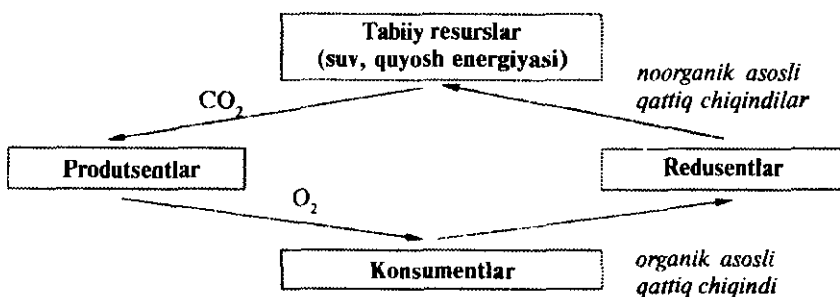 Tabiiy resurslar
(suv, quyosh energiyasi)
noorganik asosli
qattiq chiqindilar
CO₂
Produtsentlar
Redusentlar
O₂
Konsumentlar
organik asosli
qattiq chiqindi